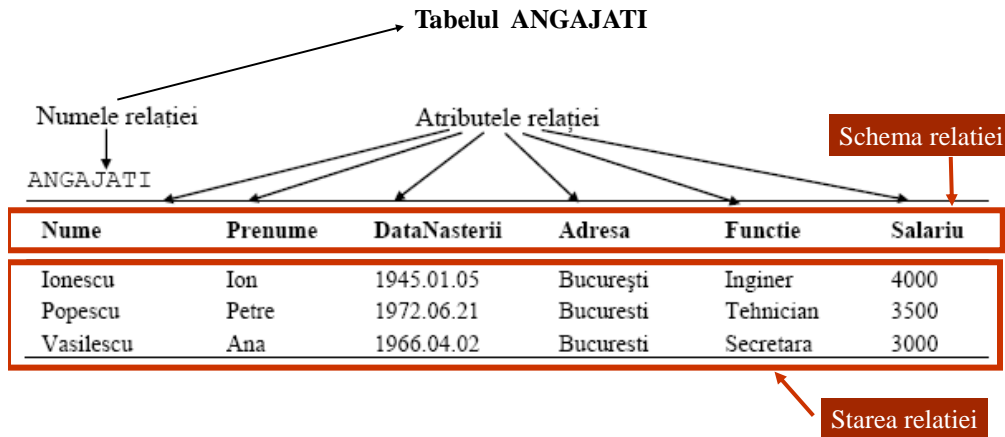 Tabelul ANGAJATI
Numele relației
Atributele relației
Schema relatiei
ANGAJATI
Nume Prenume DataNasterii Adresa Functie Salariu
Ionescu Ion 1945.01.05 Bucureşti Inginer 4000
Popescu Petre 1972.06.21 Bucuresti Tehnician 3500
Vasilescu Ana 1966.04.02 Bucuresti Secretara 3000
Starea relatiei